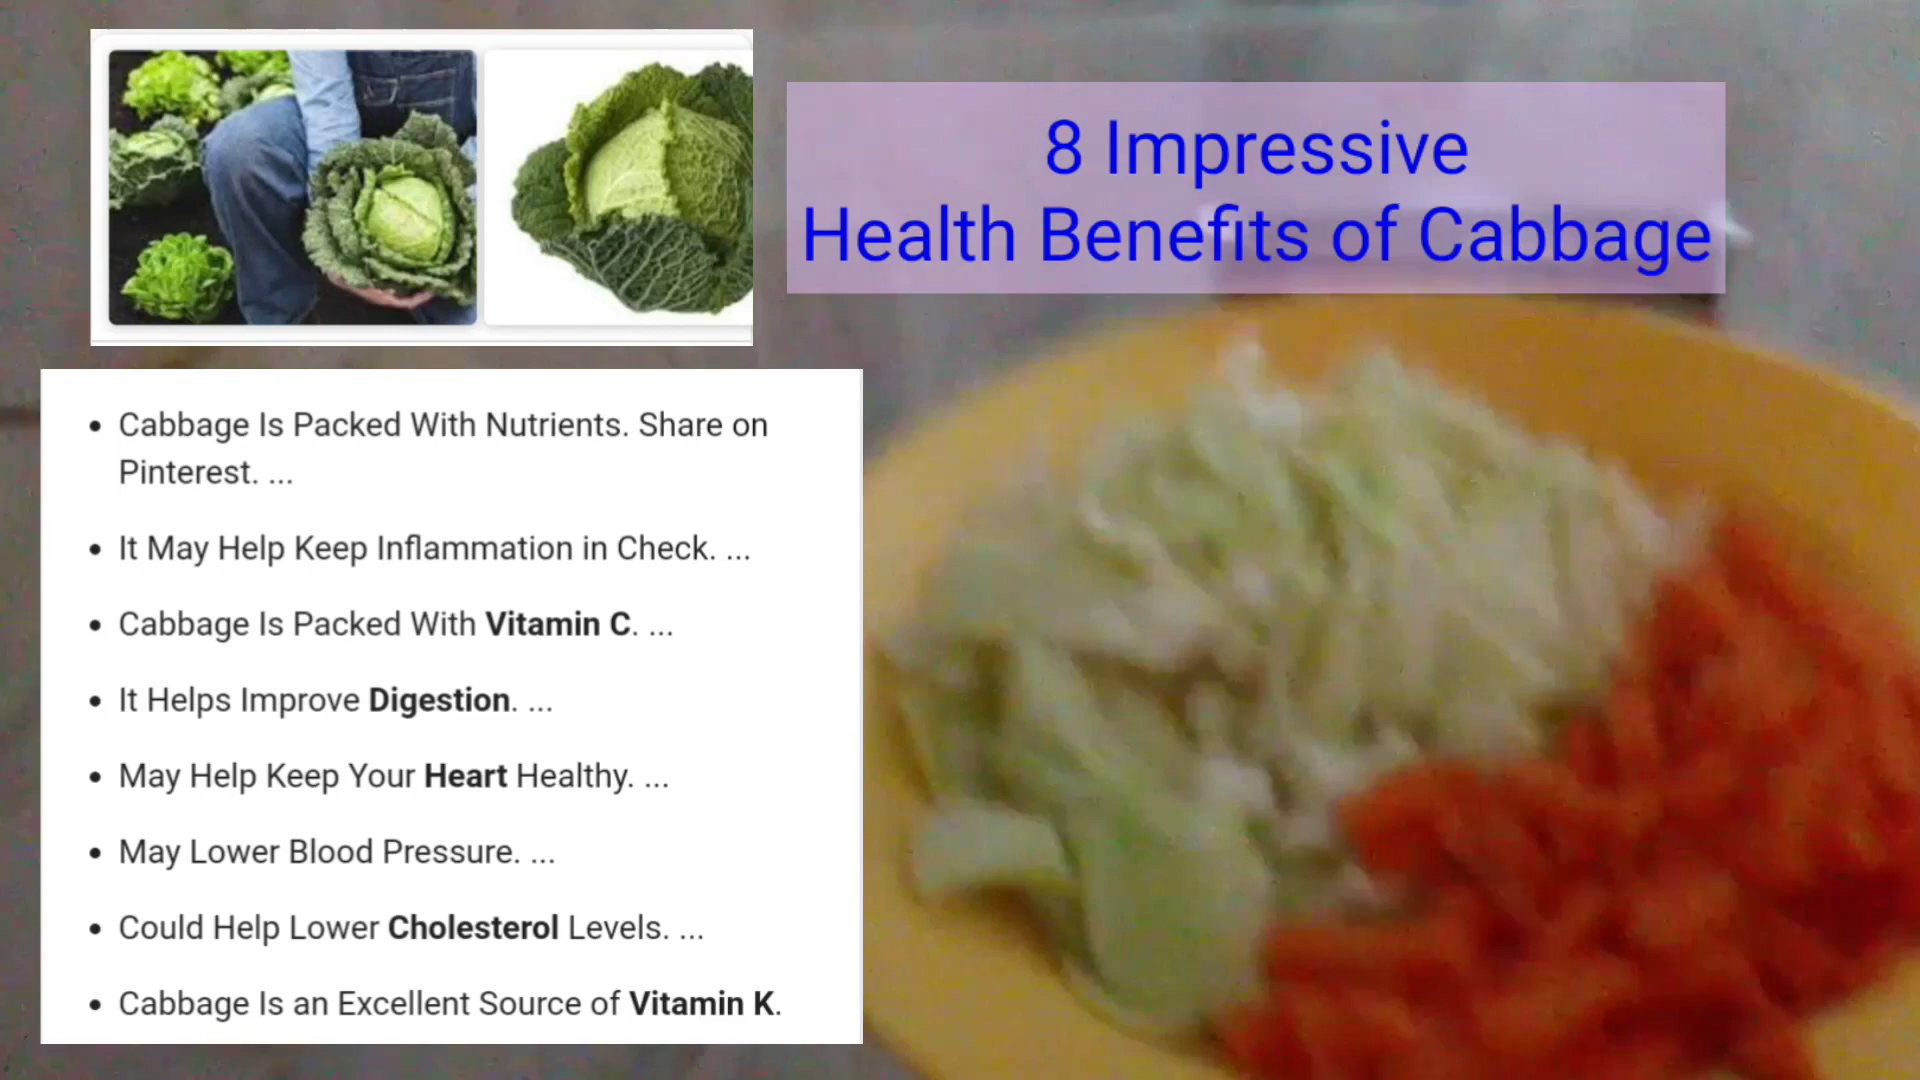 8 Impressive
Health Benefits of Cabbage
• Cabbage Is Packed With Nutrients. Share on
Pinterest. ...
• It May Help Keep Inflammation in Check. ...
• Cabbage Is Packed With Vitamin C. ...
• It Helps Improve Digestion. ...
• May Help Keep Your Heart Healthy. ...
• May Lower Blood Pressure. ...
• Could Help Lower Cholesterol Levels. ...
• Cabbage Is an Excellent Source of Vitamin K.